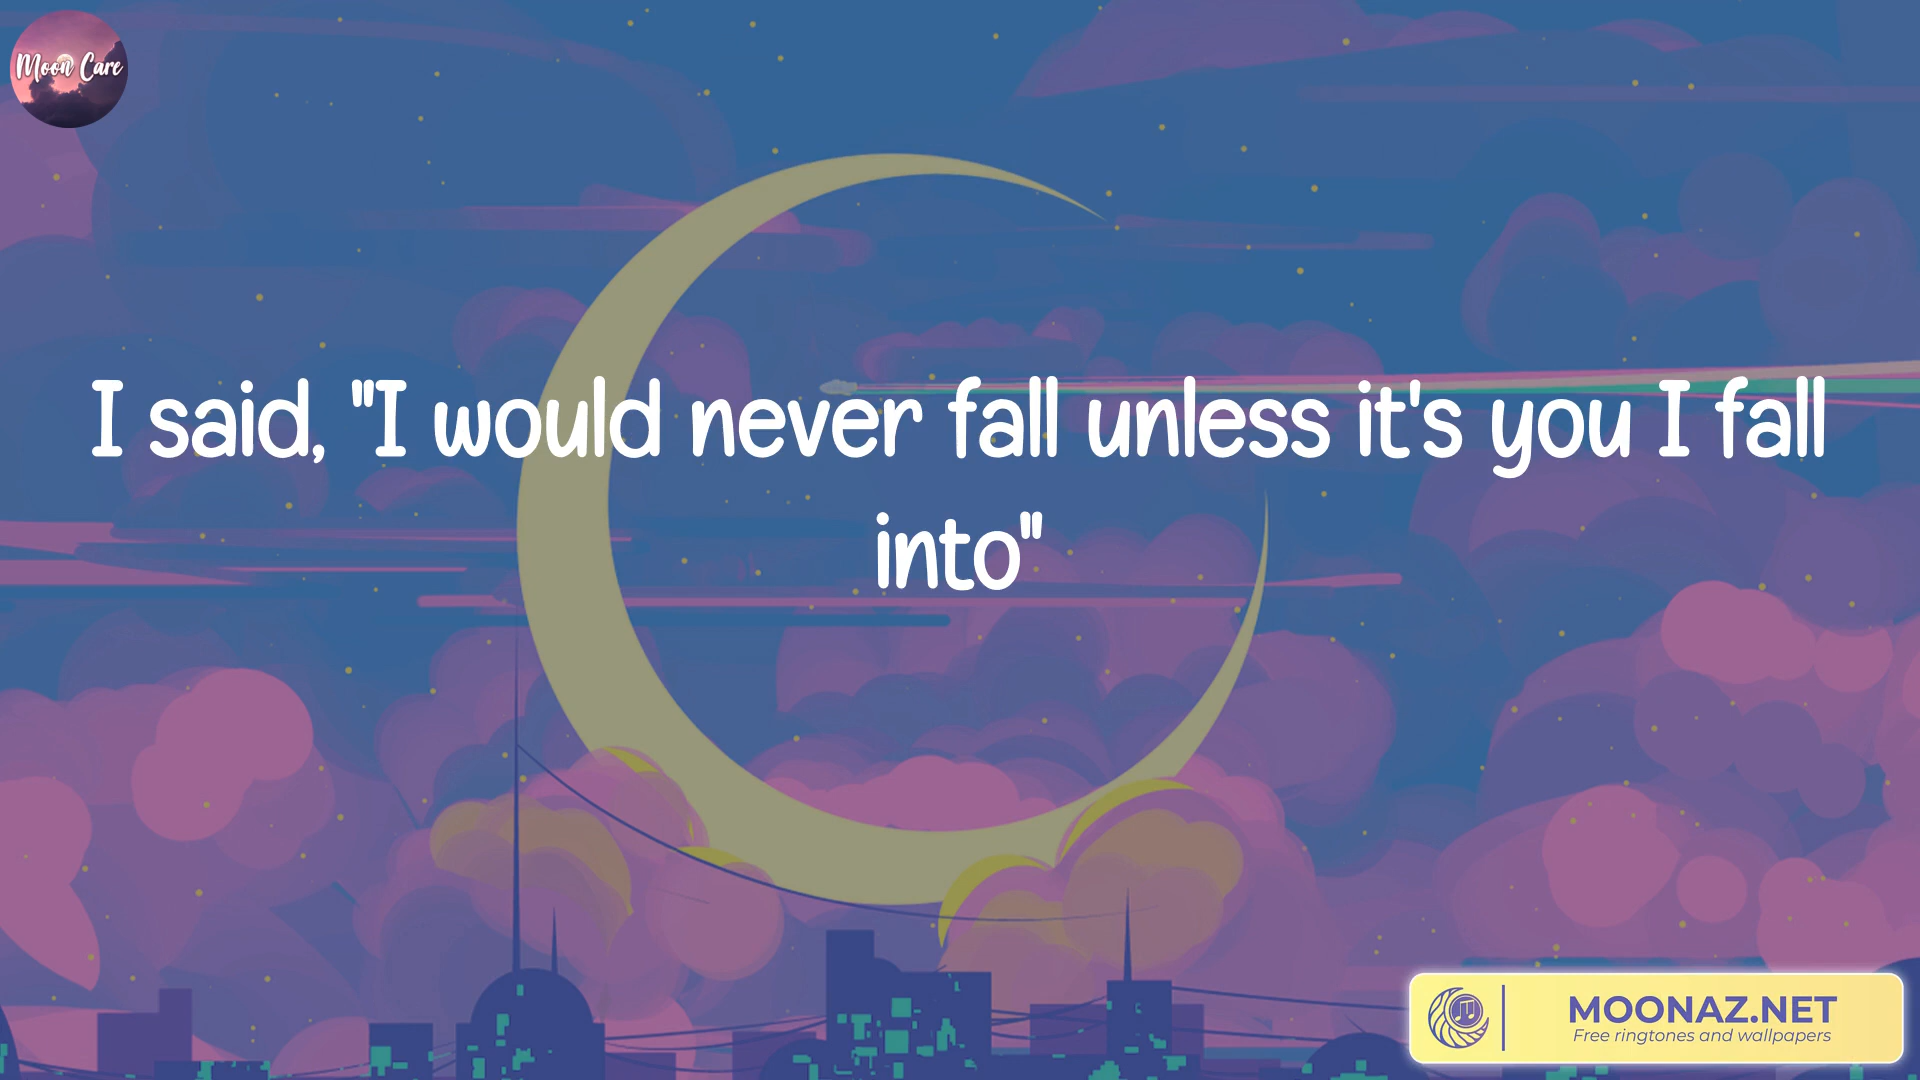 Moon Care
I said, "I would never fall unless it's you I fall
into"
MOONAZ.NET
Free ringtones and wallpapers